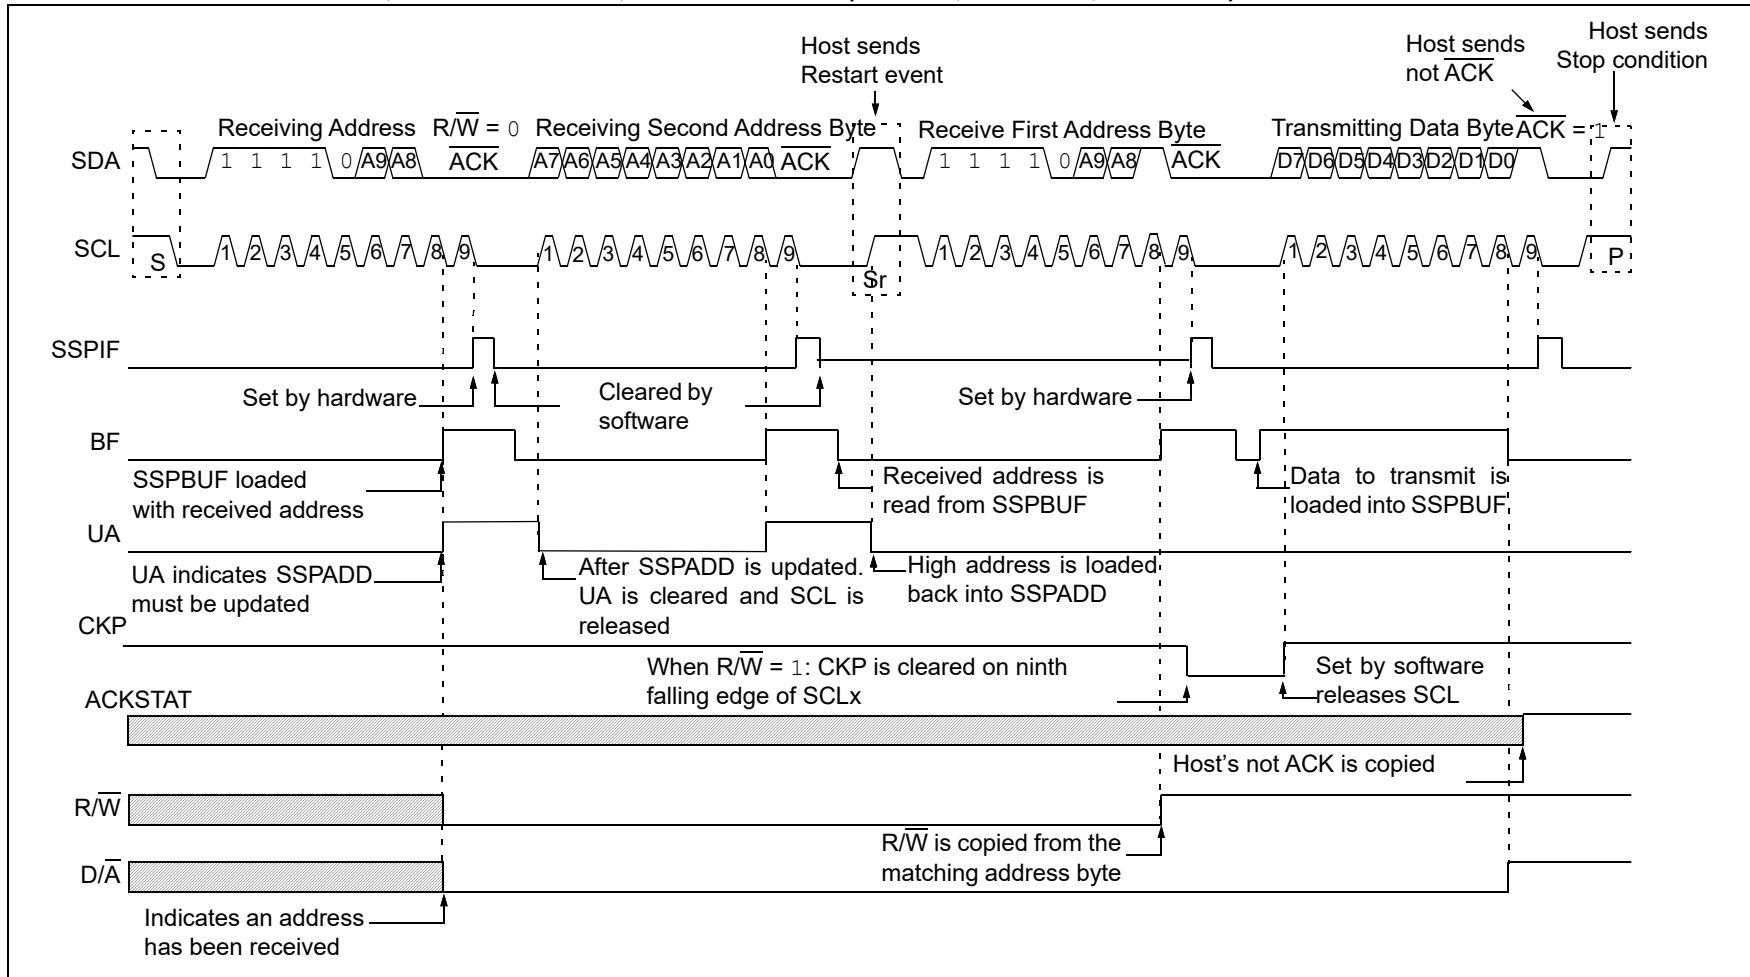 Host sends
Restart event
Host sends
not ACK
Host sends
Stop condition
Receiving Address R/W = 0 Receiving Second Address Byte Receive First Address Byte Transmitting Data Byte ACK = 1
SDA 1 1 1 1 0 A9 A8 ACK A7 A6 A5 A4 A3 A2 A1 A0 ACK 1 1 1 1 0 A9 A8 ACK D7 D6 D5 D4 D3 D2 D1 D0
SCL S 1 2 3 4 5 6 7 8 9 1 2 3 4 5 6 7 8 9 Sr 1 2 3 4 5 6 7 8 9 1 2 3 4 5 6 7 8 9 P
SSPIF
Set by hardware
Cleared by
software
Set by hardware
BF
SSPBUF loaded
with received address
Received address is
read from SSPBUF
Data to transmit is
loaded into SSPBUF
UA
UA indicates SSPADD
must be updated
After SSPADD is updated.
UA is cleared and SCL is
released
High address is loaded
back into SSPADD
CKP
When R/W = 1: CKP is cleared on ninth
falling edge of SCLx
Set by software
releases SCL
ACKSTAT
Host's not ACK is copied
R/W
R/W is copied from the
matching address byte
D/A
Indicates an address
has been received